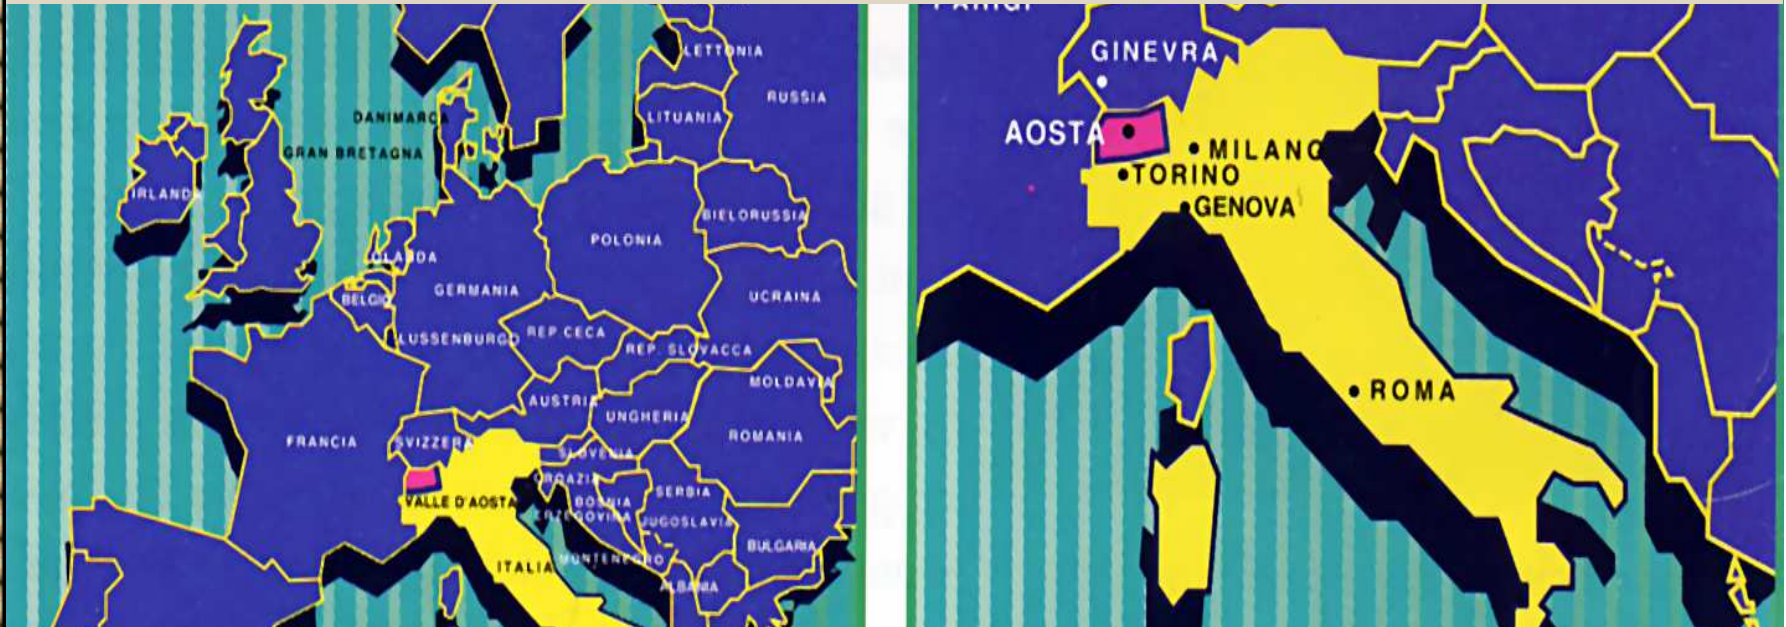 LETTONIA
RUSSIA
DANIMARCA
LITUANIA
GRAN BRETAGNA
IRLANDA
BIELORUSSIA
POLONIA
OLANDA
GERMANIA
BELGIO
UCRAINA
LUSSENBURGO
REP CECA
REP. SLOVACCA
MOLDAVIA
AUSTRIA
UNGHERIA
FRANCIA
SVIZZERA
ROMANIA
SLOVENIA
CROAZIA
SERBIA
VALLE D'AOSTA
BOSNIA
ERZEGOVINA
JUGOSLAVIA
BULGARIA
ITALIA
MONTENEGRO
ALBANIA
PARIGI
GINEVRA
AOSTA
MILANO
TORINO
GENOVA
ROMA